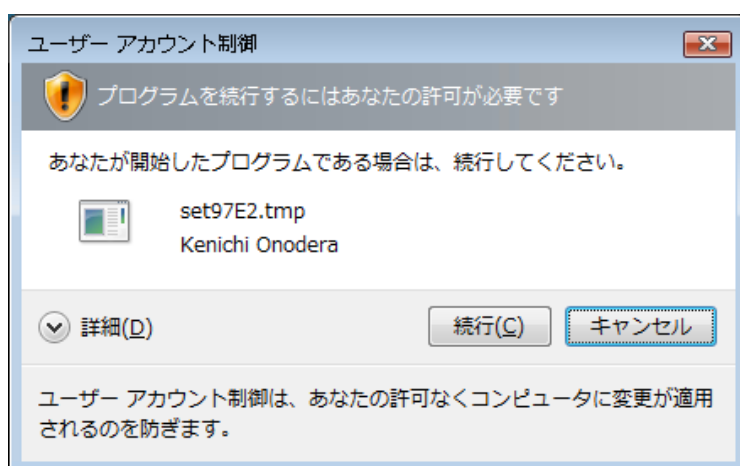 ユーザー アカウント制御
プログラムを続行するにはあなたの許可が必要です
あなたが開始したプログラムである場合は、続行してください。
set97E2.tmp
Kenichi Onodera
詳細(D)
続行(C)
キャンセル
ユーザー アカウント制御は、あなたの許可なくコンピュータに変更が適用
されるのを防ぎます。